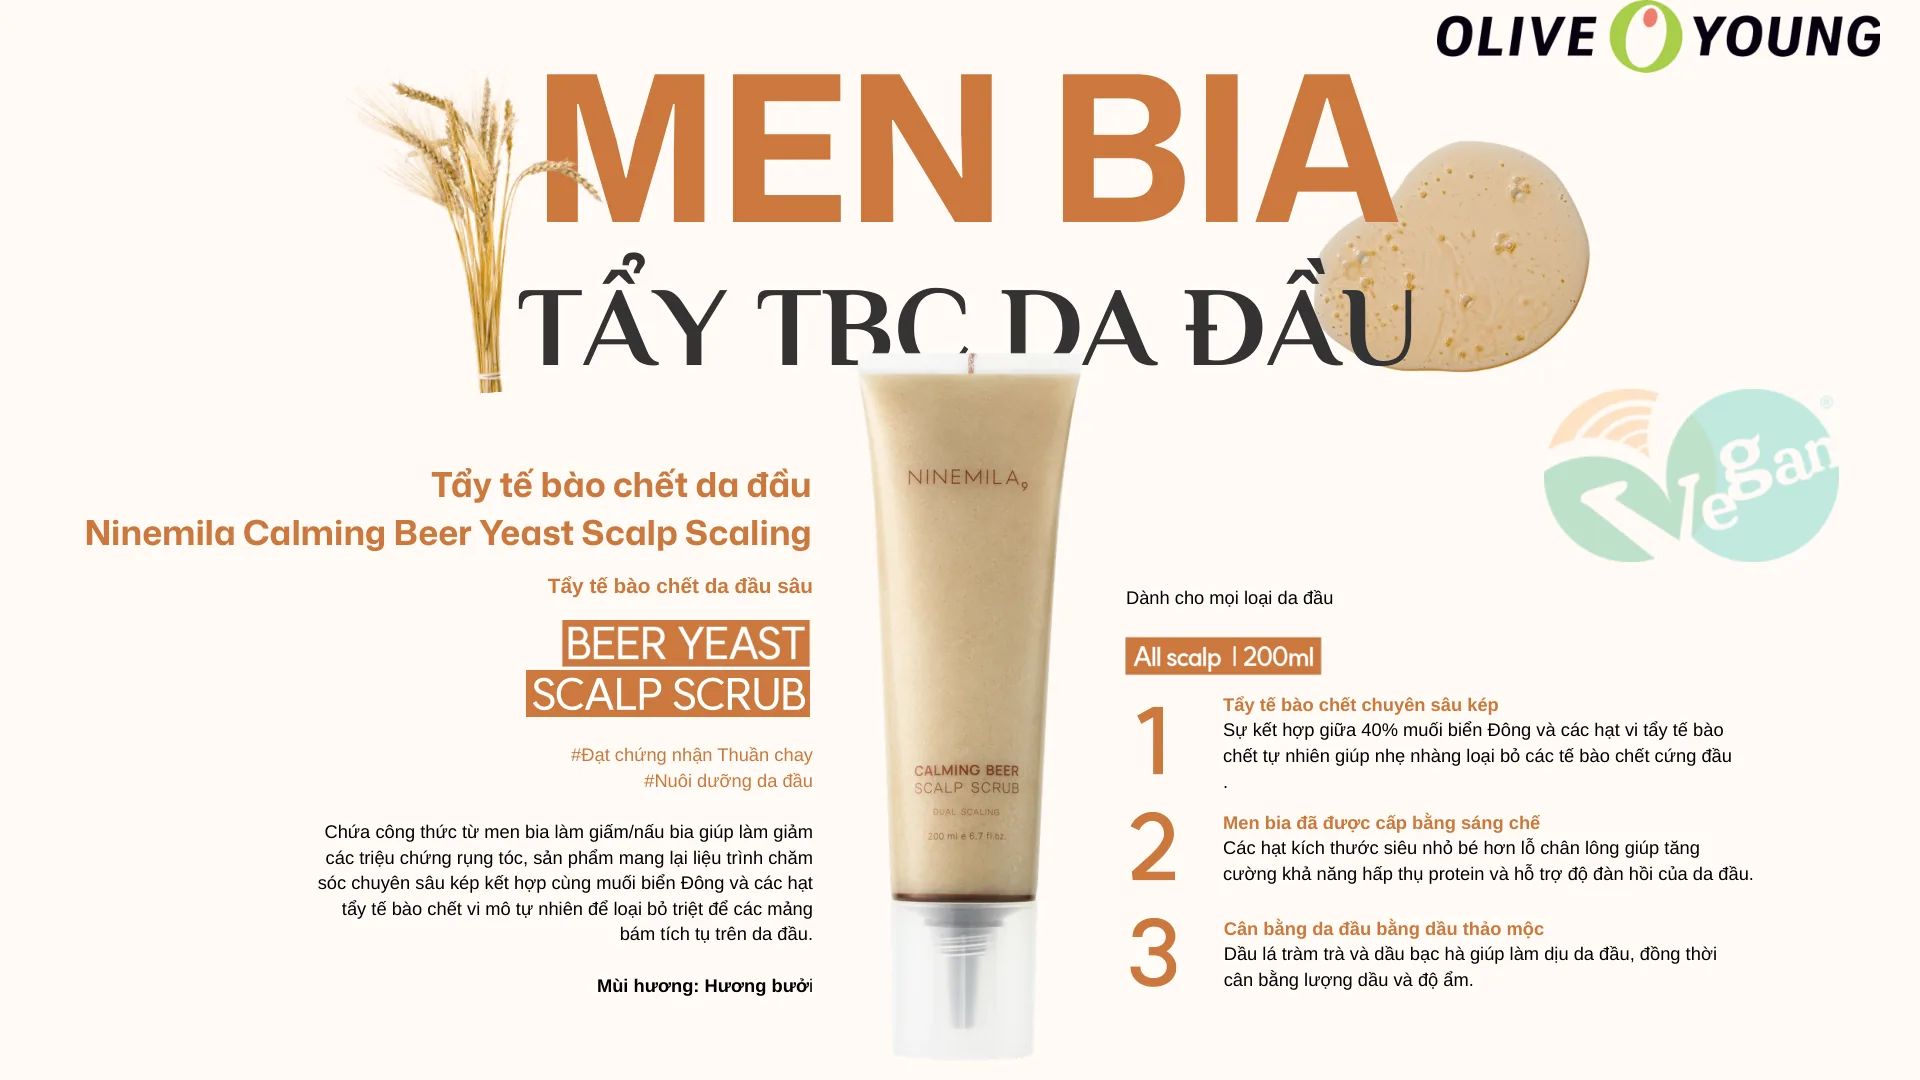 OLIVE YOUNG
MEN BIA
TẨY TBC DA ĐẦU
Vegan
®
NINEMILA9
CALMING BEER
SCALP SCRUB
DUAL SCALING
200 ml e 6.7 fl.oz.
Tẩy tế bào chết da đầu
Ninemila Calming Beer Yeast Scalp Scaling
Tẩy tế bào chết da đầu sâu
BEER YEAST
SCALP SCRUB
#Đạt chứng nhận Thuần chay
#Nuôi dưỡng da đầu
Chứa công thức từ men bia làm giấm/nấu bia giúp làm giảm
các triệu chứng rụng tóc, sản phẩm mang lại liệu trình chăm
sóc chuyên sâu kép kết hợp cùng muối biển Đông và các hạt
tẩy tế bào chết vi mô tự nhiên để loại bỏ triệt để các mảng
bám tích tụ trên da đầu.
Mùi hương: Hương bưởi
Dành cho mọi loại da đầu
All scalp | 200ml
1
Tẩy tế bào chết chuyên sâu kép
Sự kết hợp giữa 40% muối biển Đông và các hạt vi tẩy tế bào
chết tự nhiên giúp nhẹ nhàng loại bỏ các tế bào chết cứng đầu
.
2
Men bia đã được cấp bằng sáng chế
Các hạt kích thước siêu nhỏ bé hơn lỗ chân lông giúp tăng
cường khả năng hấp thụ protein và hỗ trợ độ đàn hồi của da đầu.
3
Cân bằng da đầu bằng dầu thảo mộc
Dầu lá tràm trà và dầu bạc hà giúp làm dịu da đầu, đồng thời
cân bằng lượng dầu và độ ẩm.